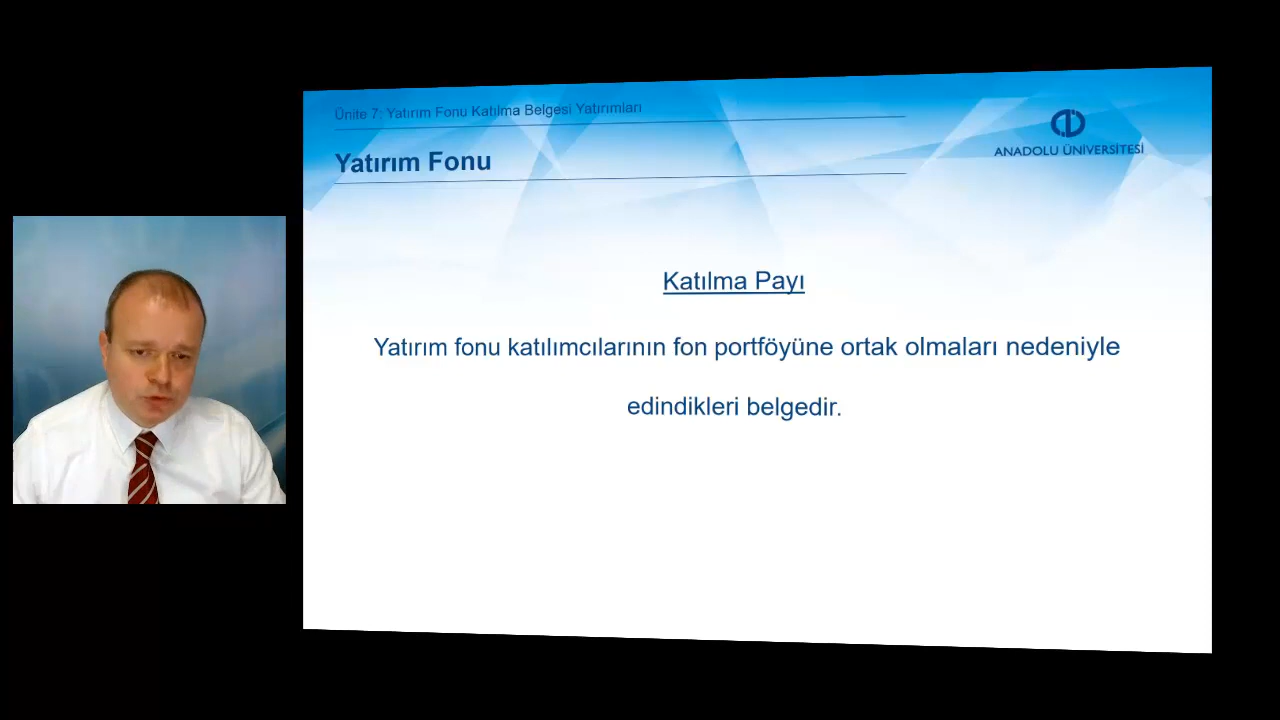 Ünite 7: Yatırım Fonu Katılma Belgesi Yatırımları
Yatırım Fonu
ANADOLU ÜNİVERSİTESİ
Katılma Payı
Yatırım fonu katılımcılarının fon portföyüne ortak olmaları nedeniyle
edindikleri belgedir.